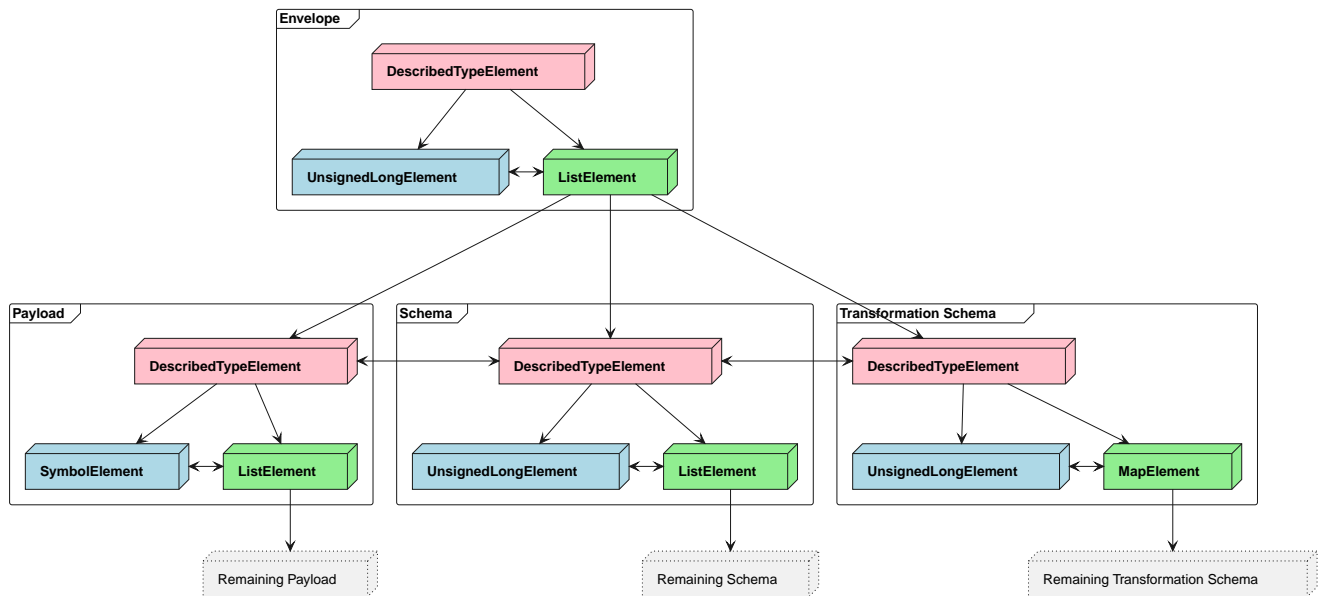 Envelope
DescribedTypeElement
UnsignedLongElement
ListElement
Payload
Schema
Transformation Schema
DescribedTypeElement
DescribedTypeElement
DescribedTypeElement
SymbolElement
ListElement
UnsignedLongElement
ListElement
UnsignedLongElement
MapElement
Remaining Payload
Remaining Schema
Remaining Transformation Schema